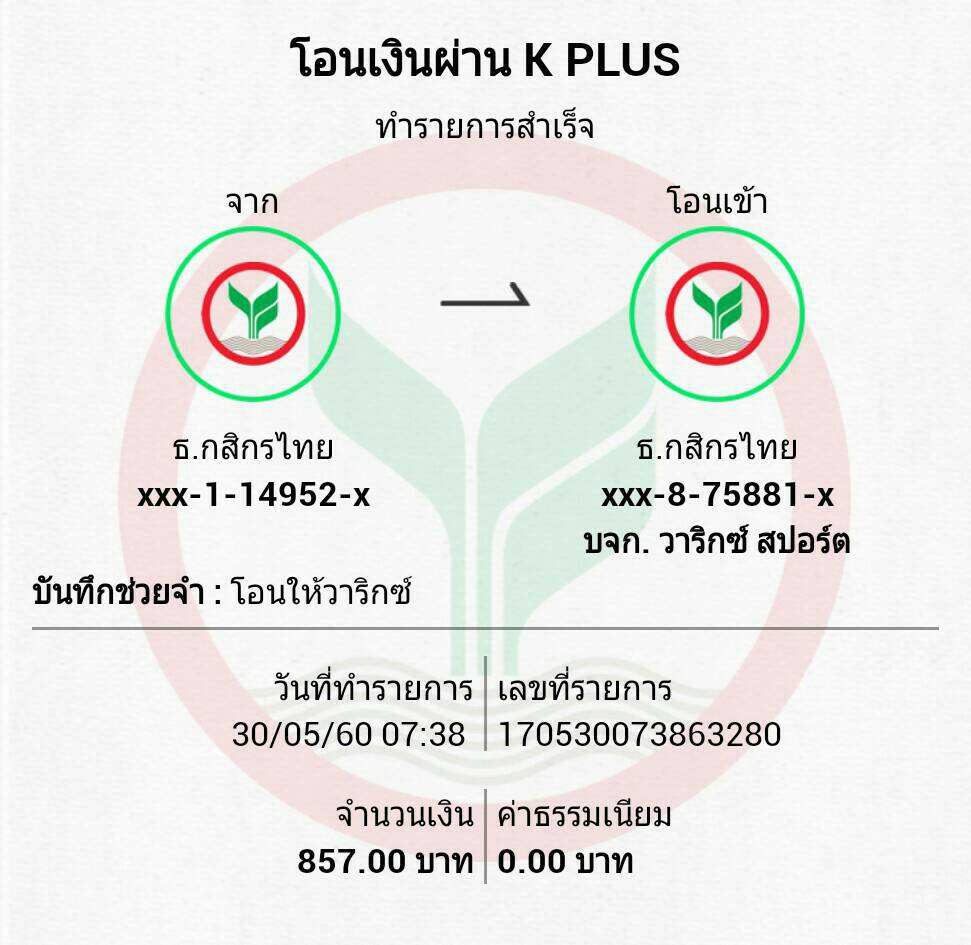 โอนเงินผ่าน K PLUS
ทำรายการสำเร็จ
จาก
โอนเข้า
ธ.กสิกรไทย
xxx-1-14952-x
ธ.กสิกรไทย
xxx-8-75881-x
บจก. วาริกซ์ สปอร์ต
บันทึกช่วยจำ : โอนให้วาริกซ์
วันที่ทำรายการ
30/05/60 07:38
เลขที่รายการ
170530073863280
จำนวนเงิน
857.00 บาท
ค่าธรรมเนียม
0.00 บาท